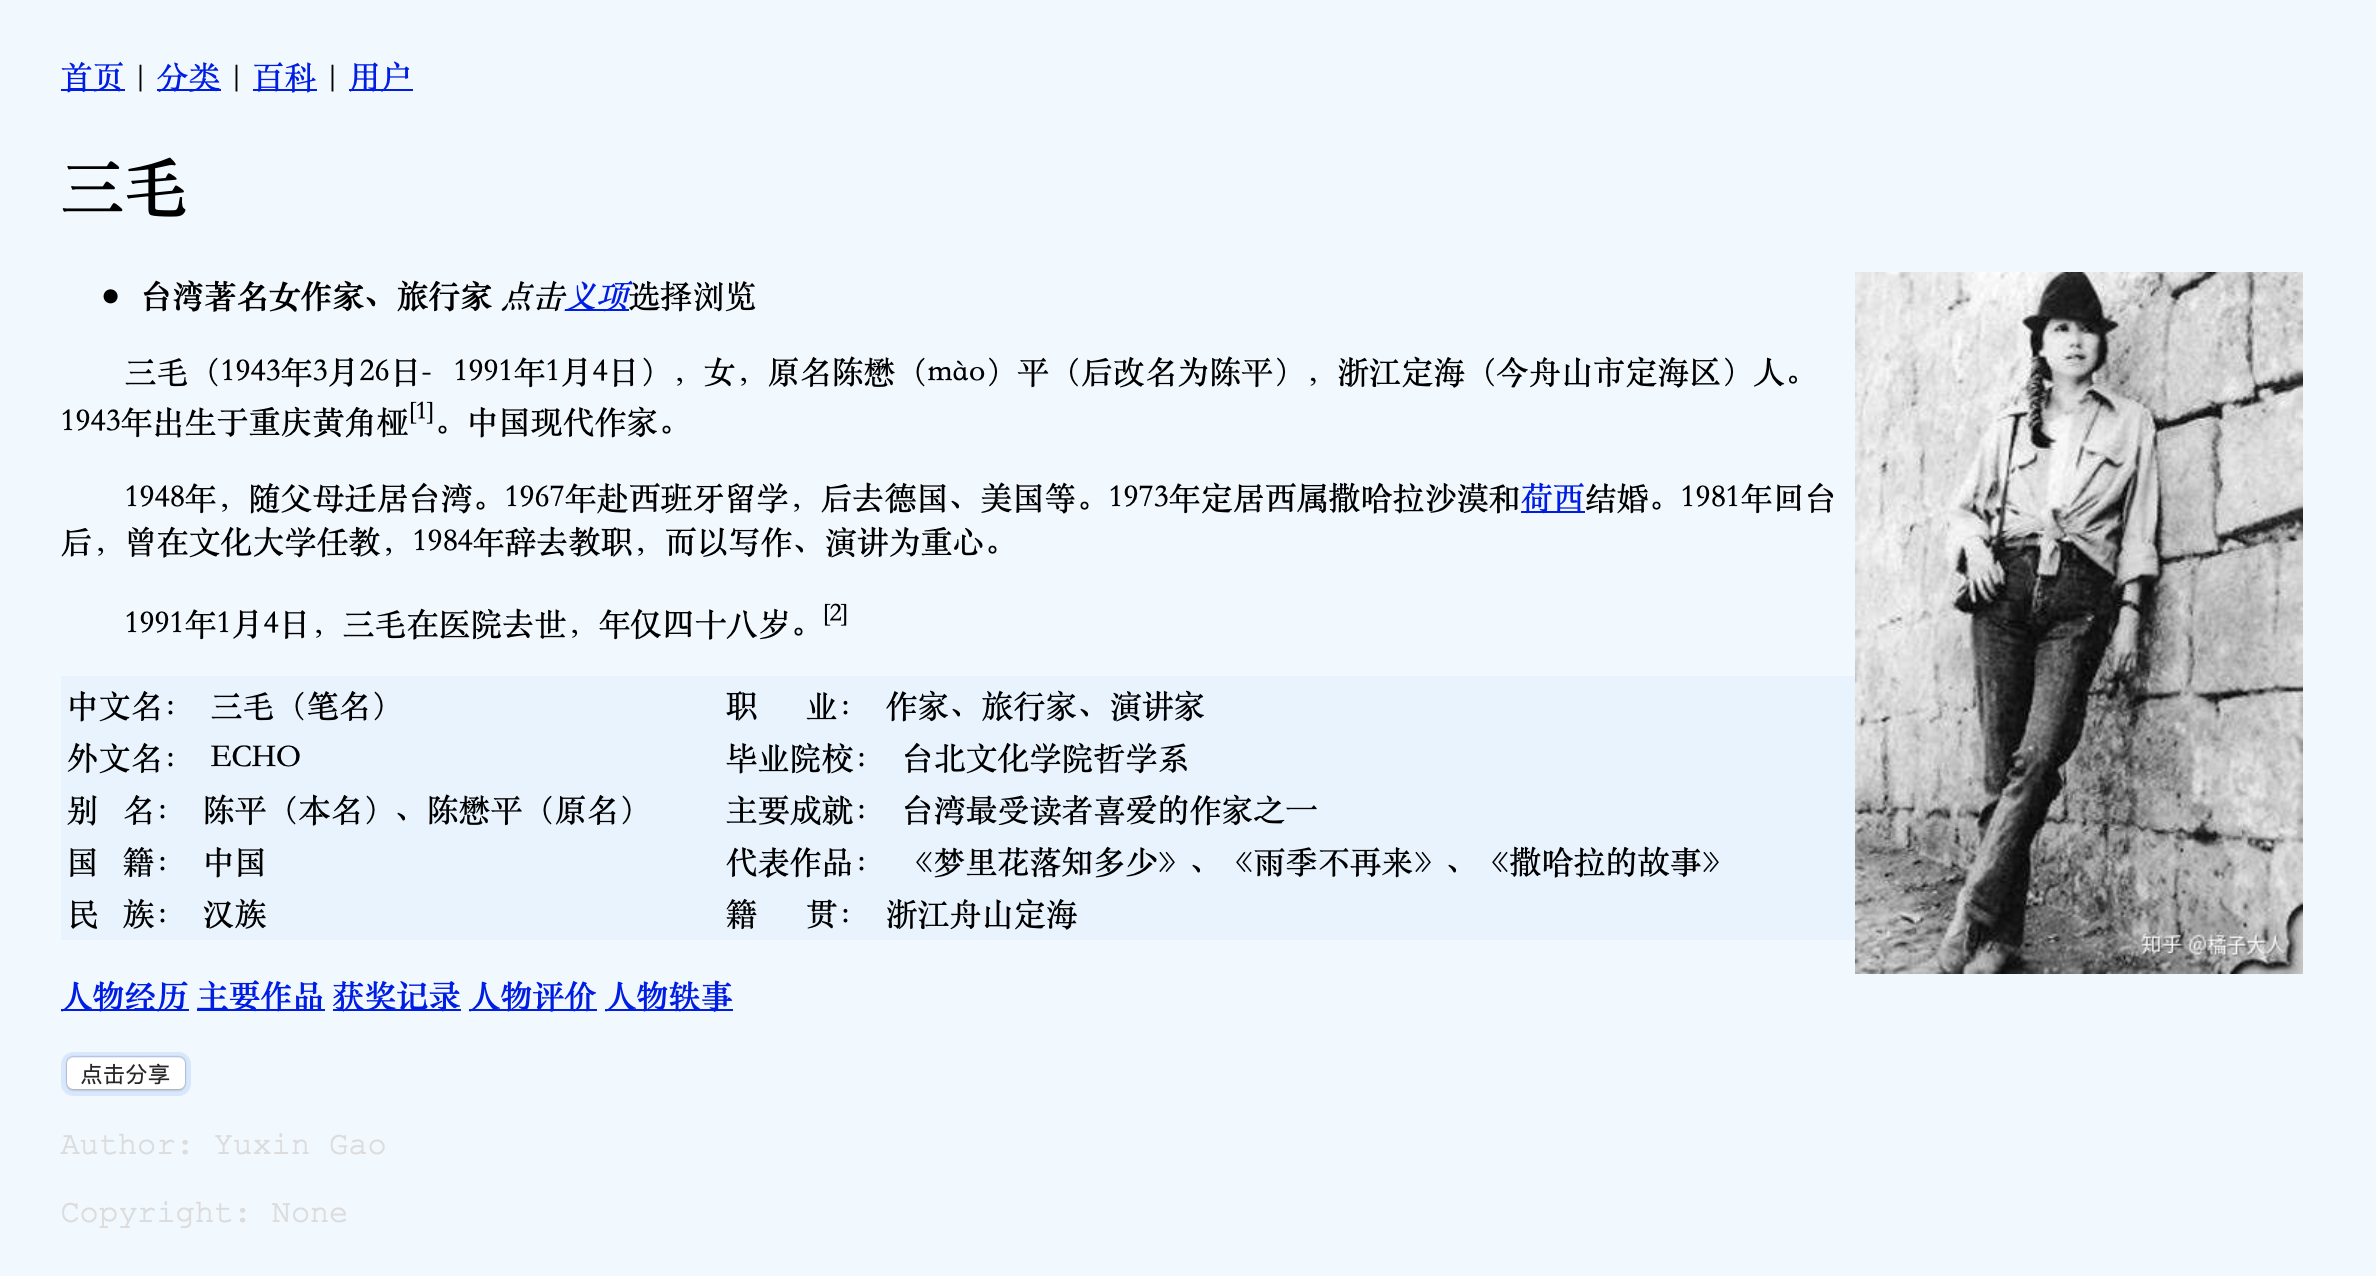 首页 | 分类 | 百科 | 用户
三毛
● 台湾著名女作家、旅行家 点击义项选择浏览
三毛（1943年3月26日- 1991年1月4日），女，原名陈懋（mào）平（后改名为陈平），浙江定海（今舟山市定海区）人。
1943年出生于重庆黄角桠[1]。中国现代作家。
1948年，随父母迁居台湾。1967年赴西班牙留学，后去德国、美国等。1973年定居西属撒哈拉沙漠和荷西结婚。1981年回台
后，曾在文化大学任教，1984年辞去教职，而以写作、演讲为重心。
1991年1月4日，三毛在医院去世，年仅四十八岁。[2]
中文名： 三毛（笔名） 职 业： 作家、旅行家、演讲家
外文名： ECHO 毕业院校： 台北文化学院哲学系
别 名： 陈平（本名）、陈懋平（原名） 主要成就： 台湾最受读者喜爱的作家之一
国 籍： 中国 代表作品： 《梦里花落知多少》、《雨季不再来》、《撒哈拉的故事》
民 族： 汉族 籍 贯： 浙江舟山定海
知乎 @橘子大人
人物经历 主要作品 获奖记录 人物评价 人物轶事
点击分享
Author: Yuxin Gao
Copyright: None